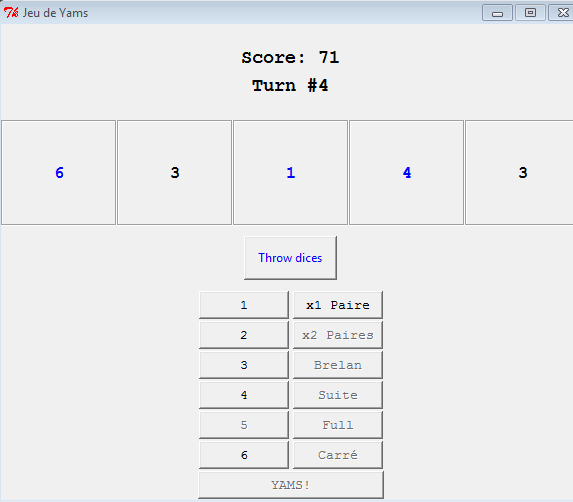 Jeu de Yams
Score: 71
Turn #4
6 3 1 4 3
Throw dices
1 x1 Paire
2 x2 Paires
3 Brelan
4 Suite
5 Full
6 Carré
YAMS!